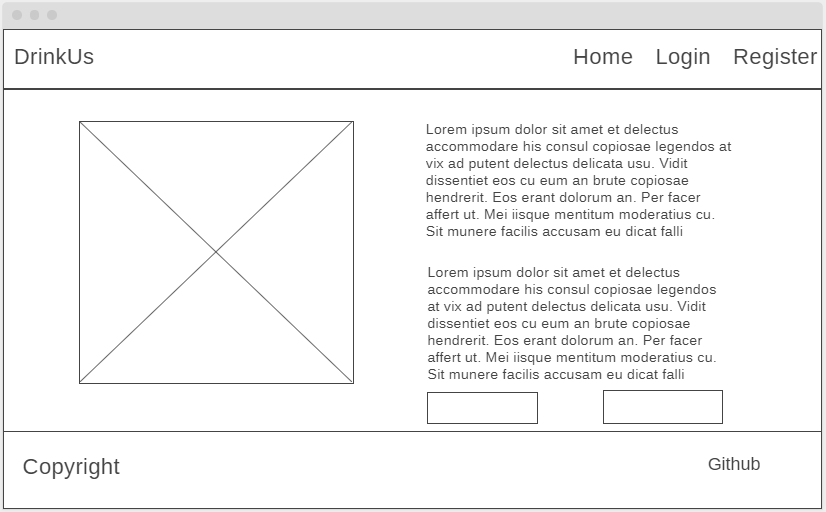 DrinkUs Home Login Register
Lorem ipsum dolor sit amet et delectus
accommodare his consul copiosae legendos at
vix ad putent delectus delicata usu. Vidit
dissentiet eos cu eum an brute copiosae
hendrerit. Eos erant dolorum an. Per facer
affert ut. Mei iisque mentitum moderatius cu.
Sit munere facilis accusam eu dicat falli
Lorem ipsum dolor sit amet et delectus
accommodare his consul copiosae legendos
at vix ad putent delectus delicata usu. Vidit
dissentiet eos cu eum an brute copiosae
hendrerit. Eos erant dolorum an. Per facer
affert ut. Mei iisque mentitum moderatius cu.
Sit munere facilis accusam eu dicat falli
Copyright Github